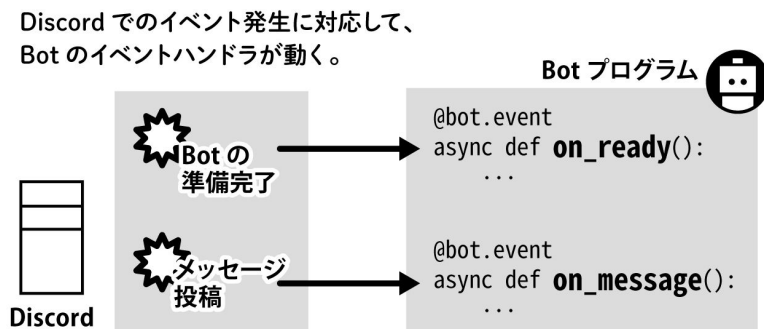 Discord でのイベント発生に対応して、
Bot のイベントハンドラが動く。
Bot プログラム
Bot の
準備完了
@bot.event
async def on_ready():
...
メッセージ
投稿
@bot.event
async def on_message():
...
Discord